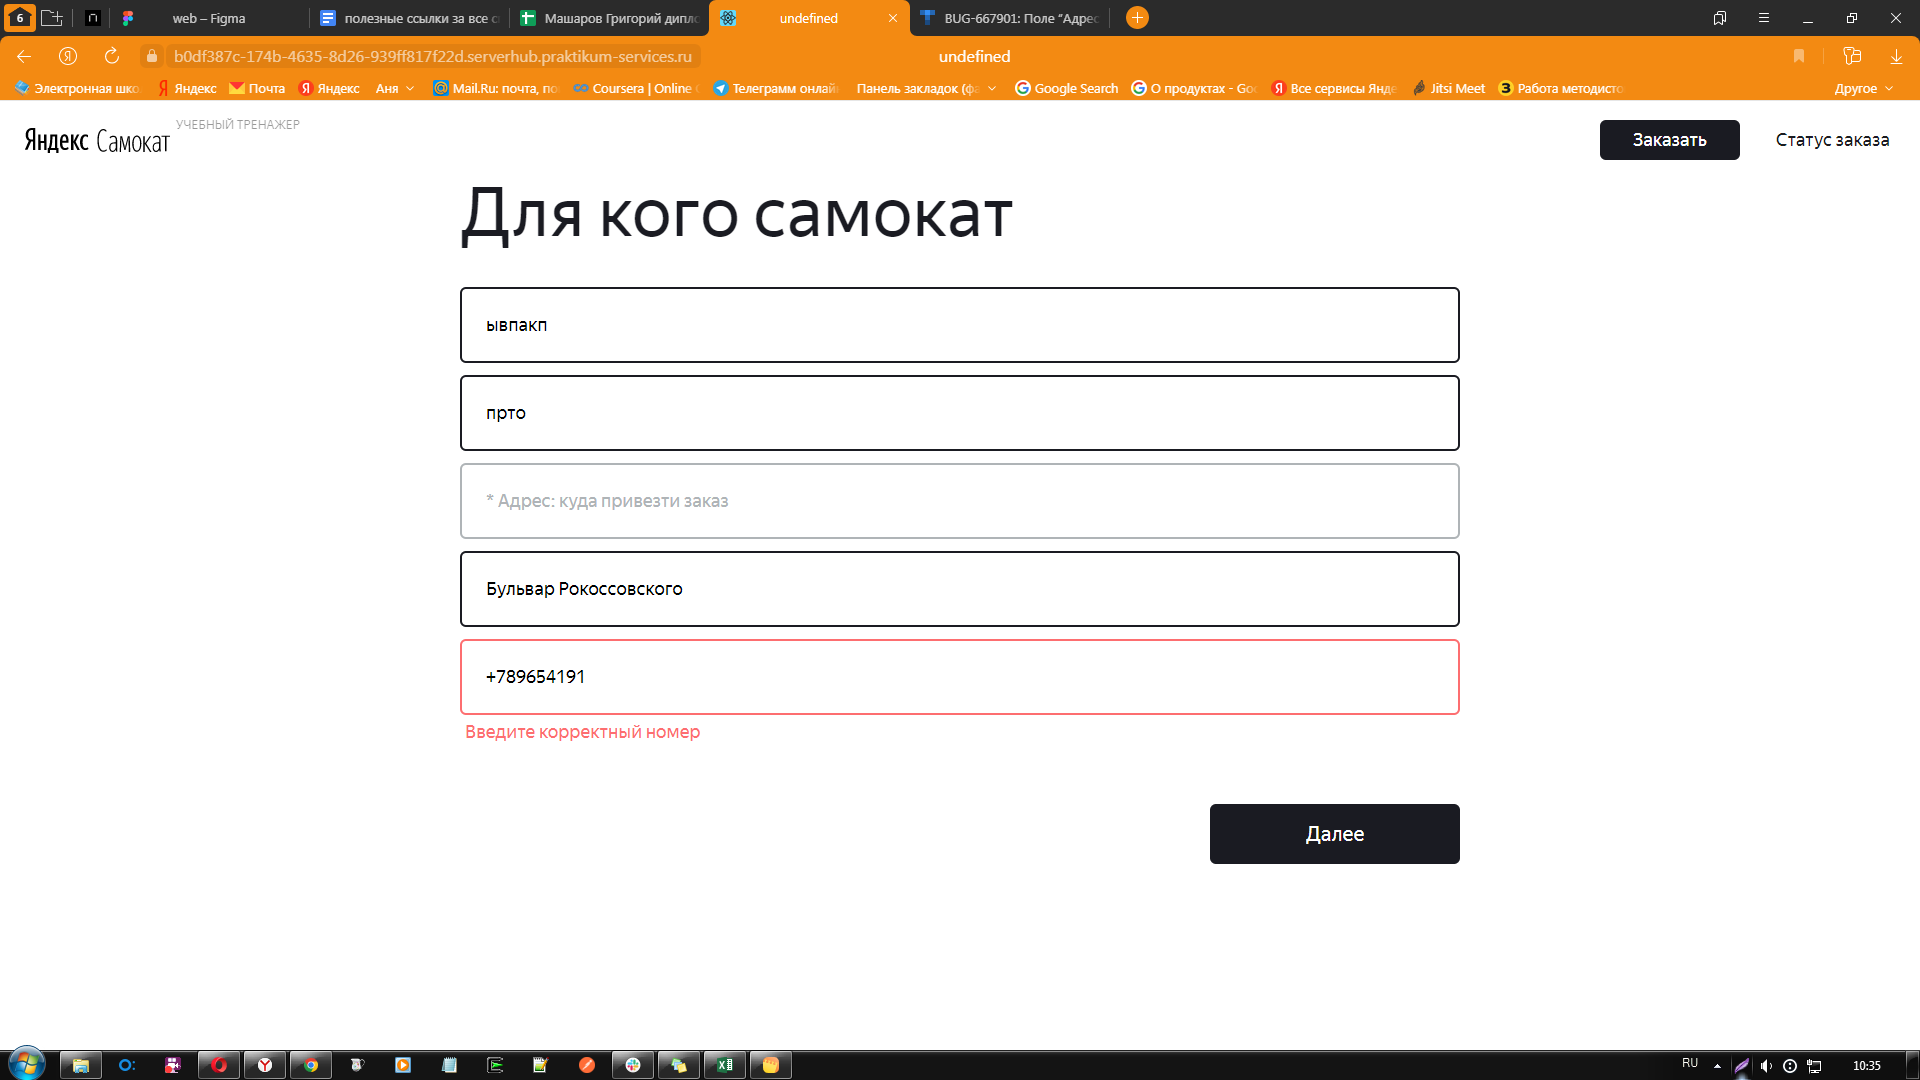 6
web – Figma
полезные ссылки за все с
Машаров Григорий дипло
undefined
BUG-667901: Поле “Адрес
b0df387c-174b-4635-8d26-939ff817f22d.serverhub.praktikum-services.ru
undefined
Электронная шко
Яндекс
Почта
Яндекс
Аня
Mail.Ru: почта, по
Coursera | Online
Телеграмм онлай
Панель закладок (фа
Google Search
О продуктах - Goo
Все сервисы Янде
Jitsi Meet
Работа методисто
Другое
Яндекс Самокат
УЧЕБНЫЙ ТРЕНАЖЕР
Заказать
Статус заказа
Для кого самокат
ывпакп
прто
* Адрес: куда привезти заказ
Бульвар Рокоссовского
+789654191
Введите корректный номер
Далее
RU
10:35